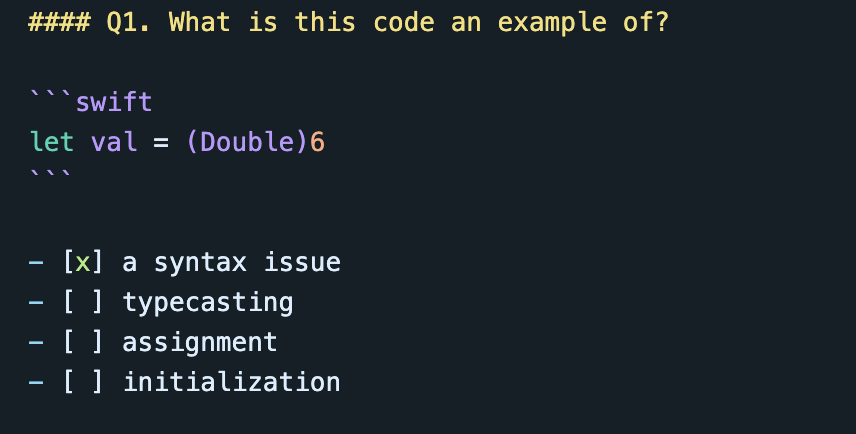 #### Q1. What is this code an example of?
```swift
let val = (Double)6
```
- [x] a syntax issue
- [ ] typecasting
- [ ] assignment
- [ ] initialization